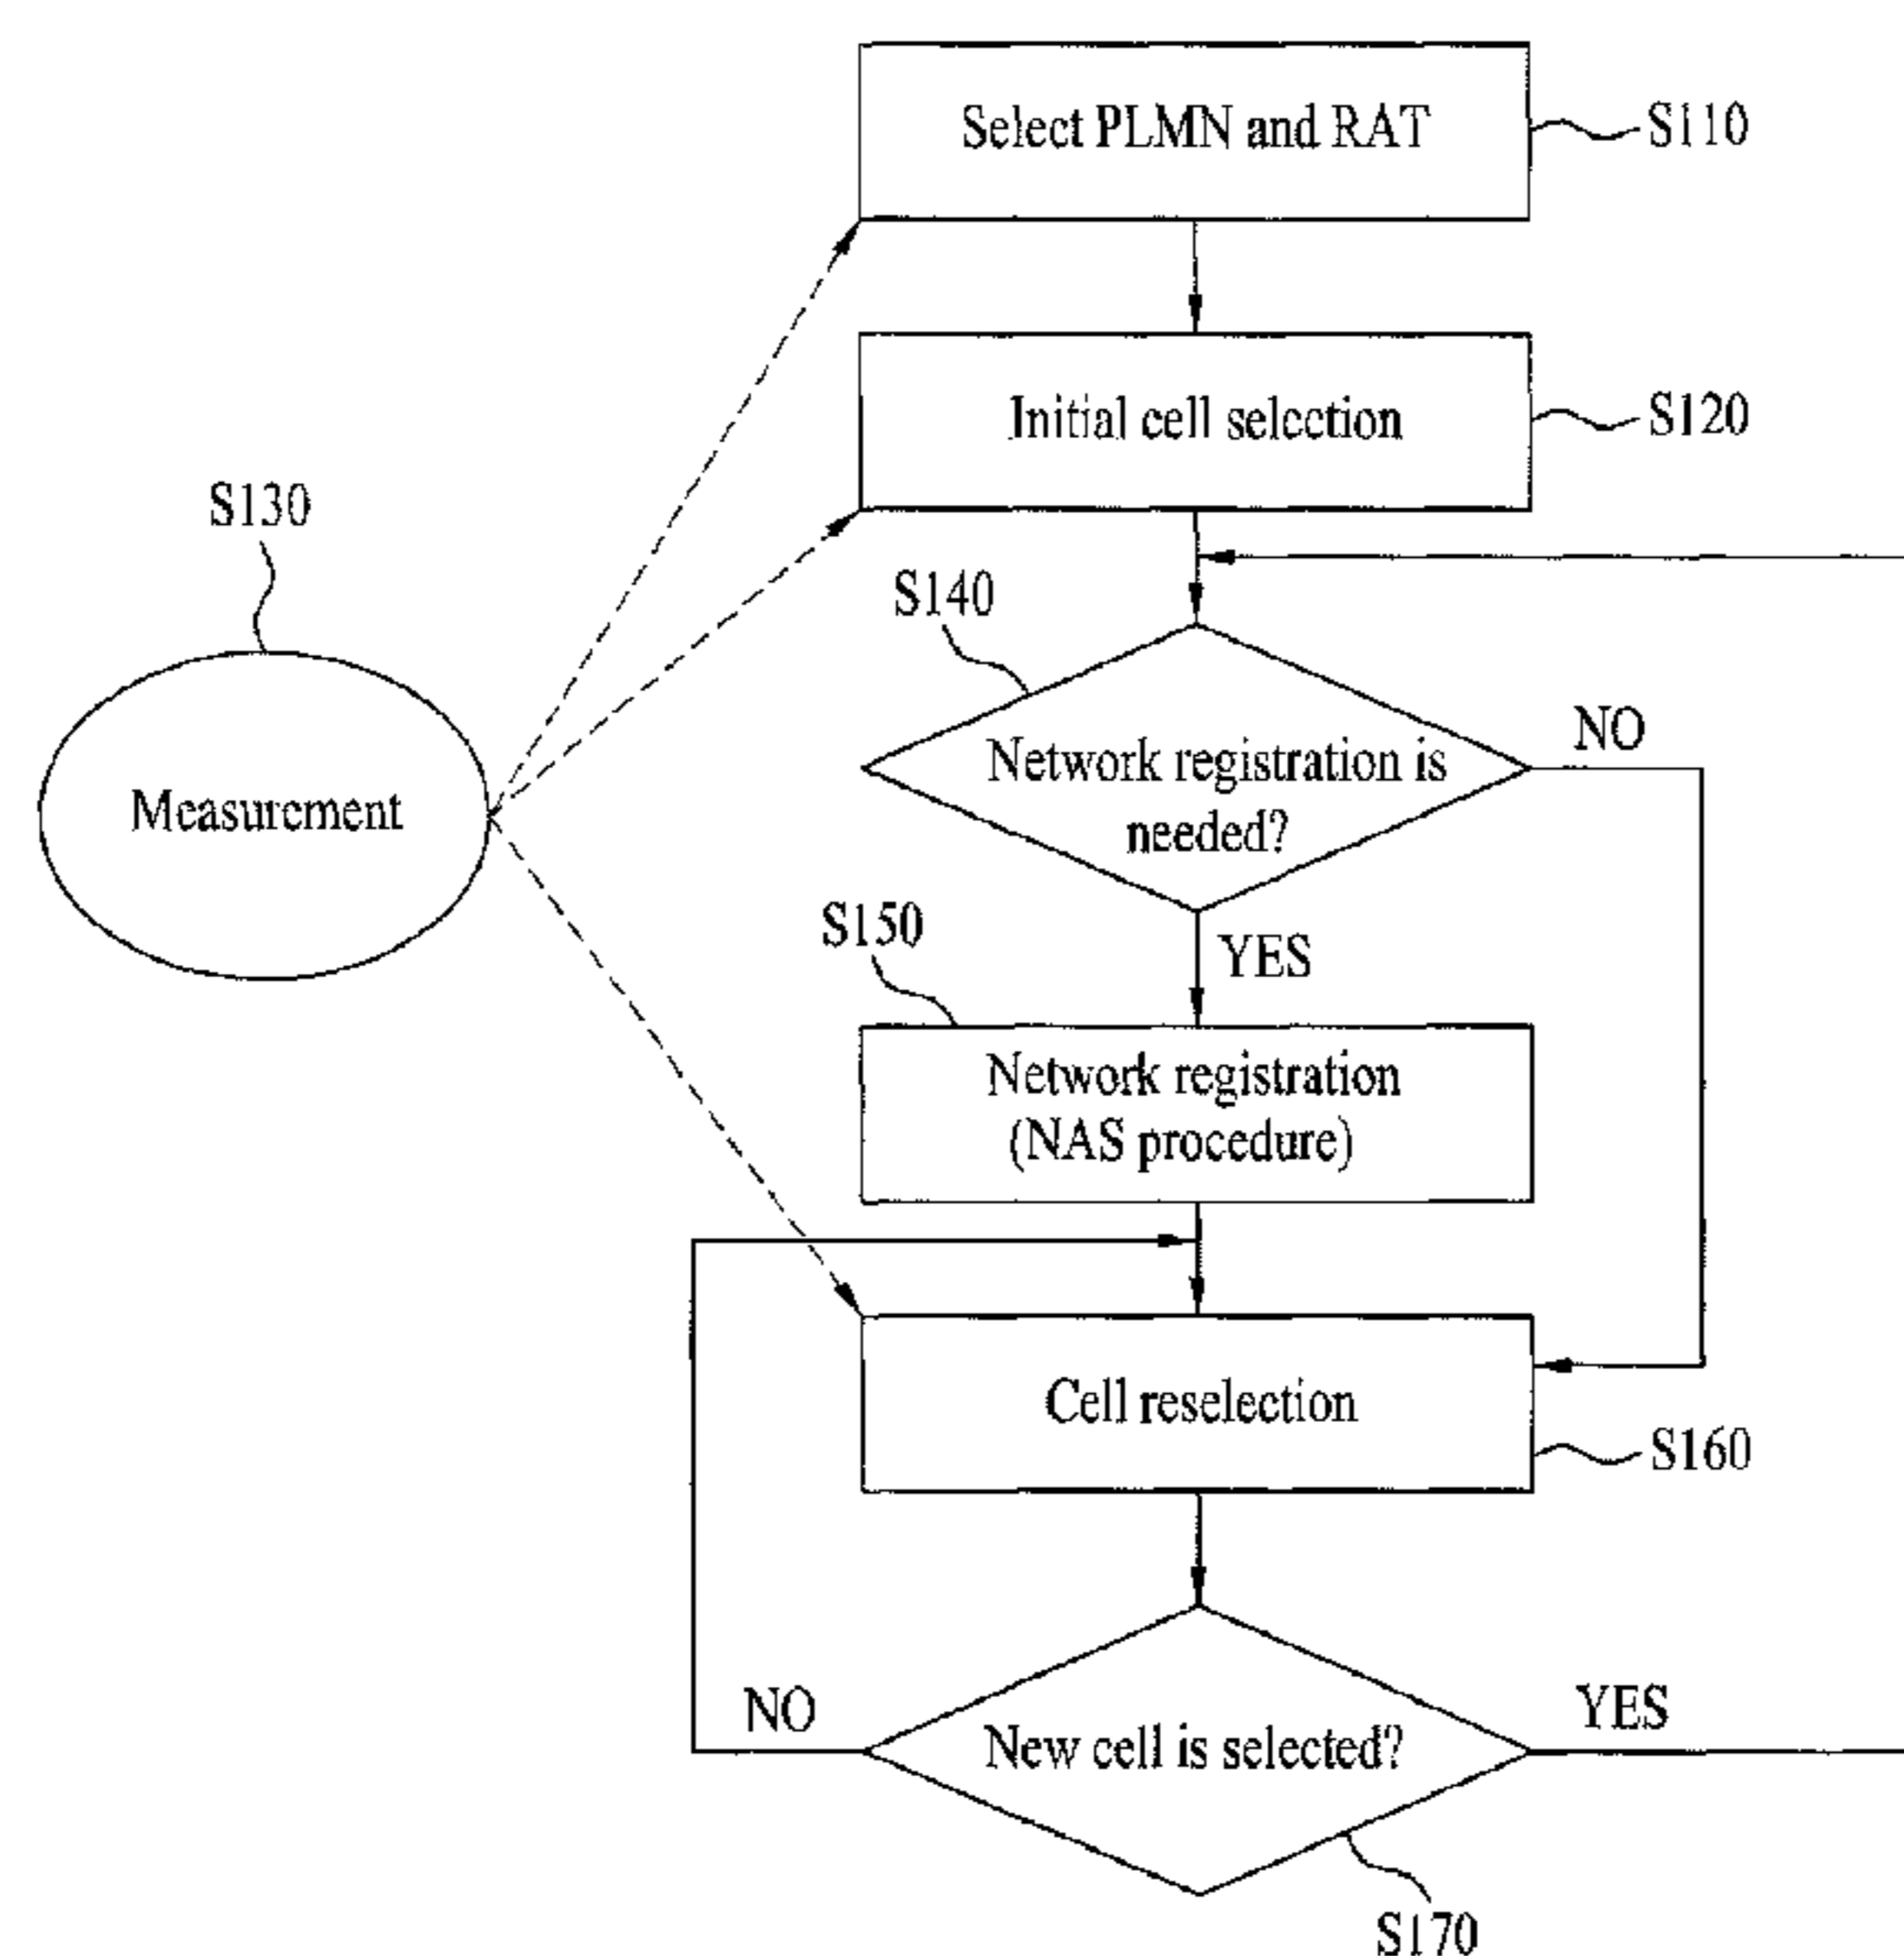 Select PLMN and RAT
S110
Initial cell selection
S120
S130
Measurement
S140
Network registration is
needed?
NO
YES
S150
Network registration
(NAS procedure)
Cell reselection
S160
New cell is selected?
NO
YES
S170